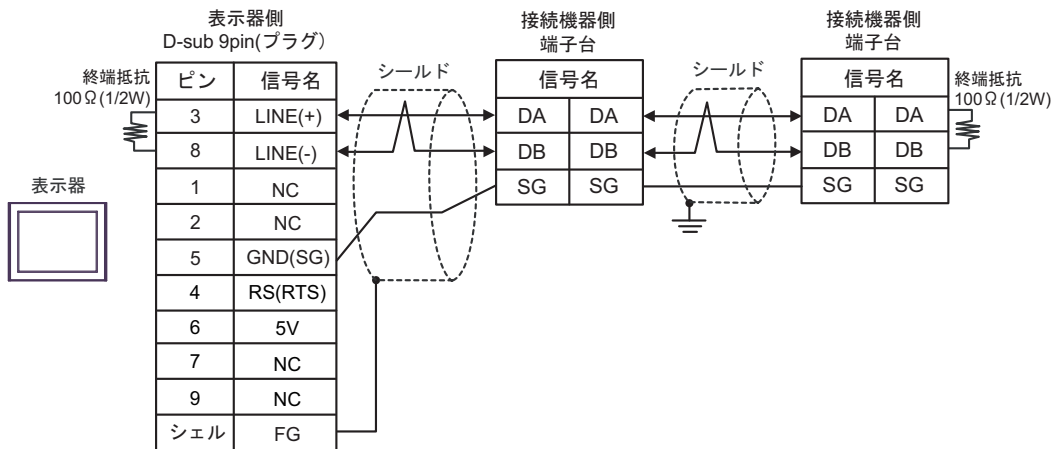 表示器側
D-sub 9pin(プラグ)
接続機器側
端子台
接続機器側
端子台
終端抵抗
100Ω(1/2W)
ピン 信号名
シールド
信号名
シールド
信号名
終端抵抗
100Ω(1/2W)
3 LINE(+)
DA DA
DA DA
8 LINE(-)
DB DB
DB DB
表示器
1 NC
SG SG
SG SG
2 NC
5 GND(SG)
4 RS(RTS)
6 5V
7 NC
9 NC
シェル FG